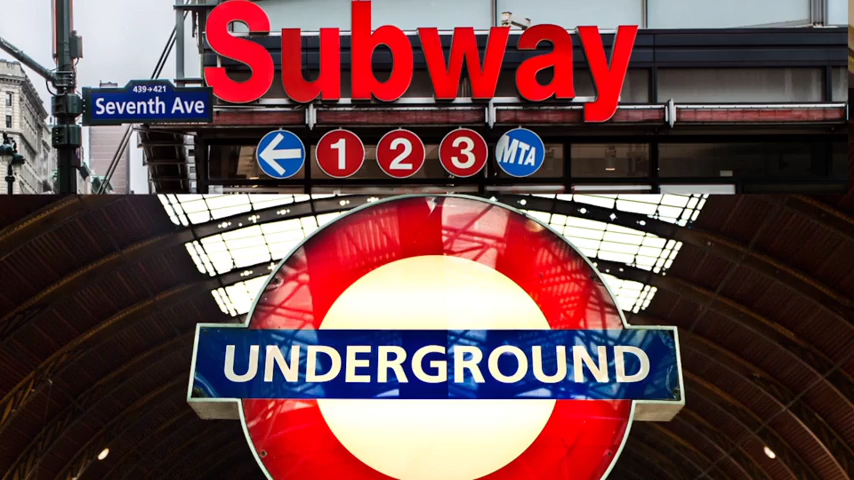 Subway
439→421
Seventh Ave
← 1 2 3 MTA
UNDERGROUND